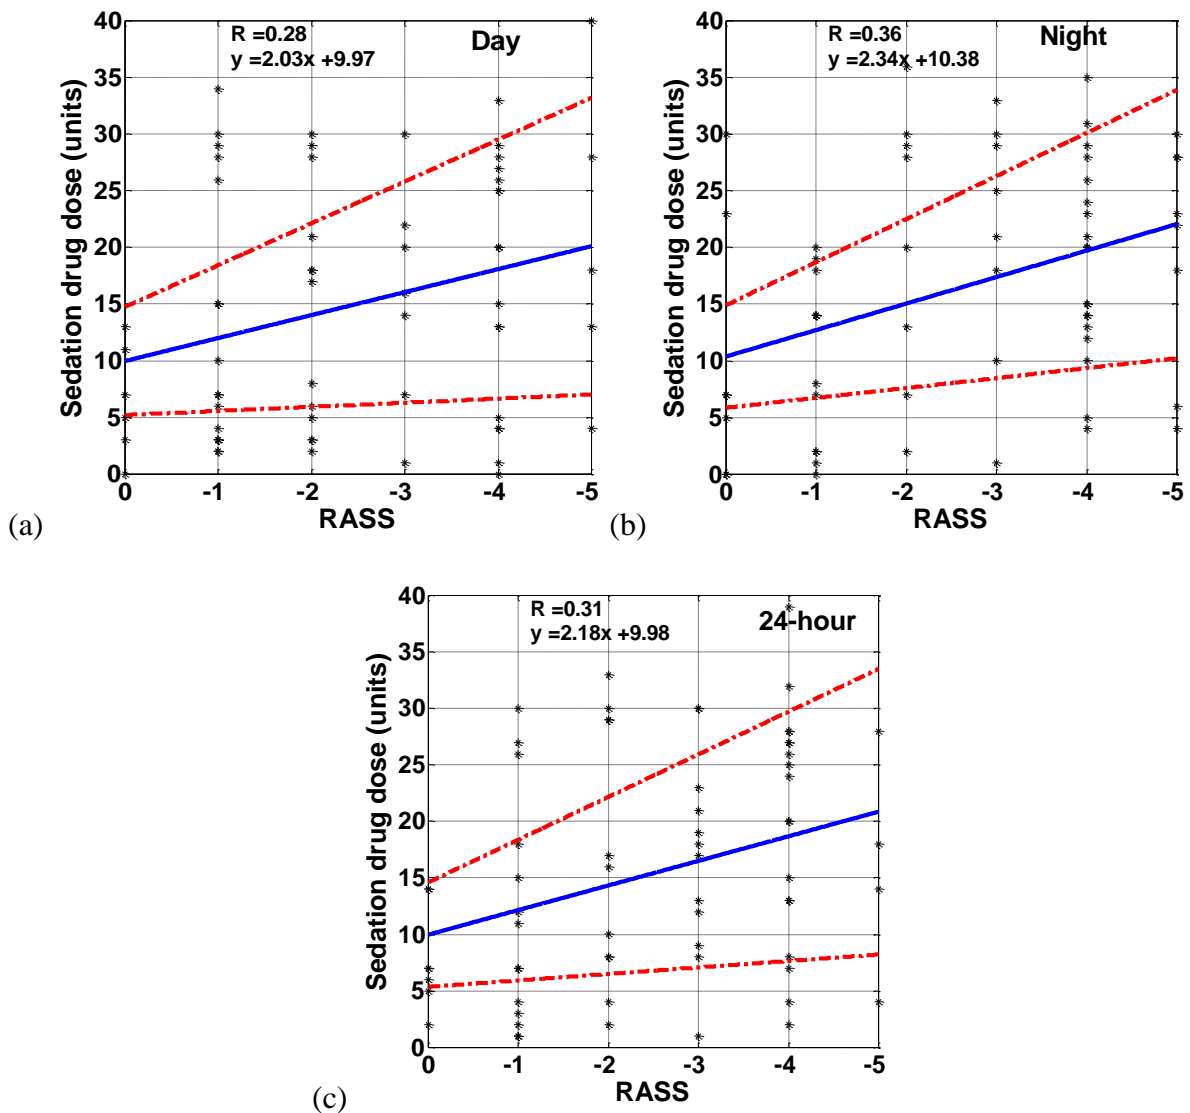 R =0.28
y =2.03x +9.97
Day
Sedation drug dose (units)
40
35
30
25
20
15
10
5
0
0 -1 -2 -3 -4 -5
RASS
(a)
R =0.36
y =2.34x +10.38
Night
Sedation drug dose (units)
40
35
30
25
20
15
10
5
0
0 -1 -2 -3 -4 -5
RASS
(b)
R =0.31
y =2.18x +9.98
24-hour
Sedation drug dose (units)
40
35
30
25
20
15
10
5
0
0 -1 -2 -3 -4 -5
RASS
(c)